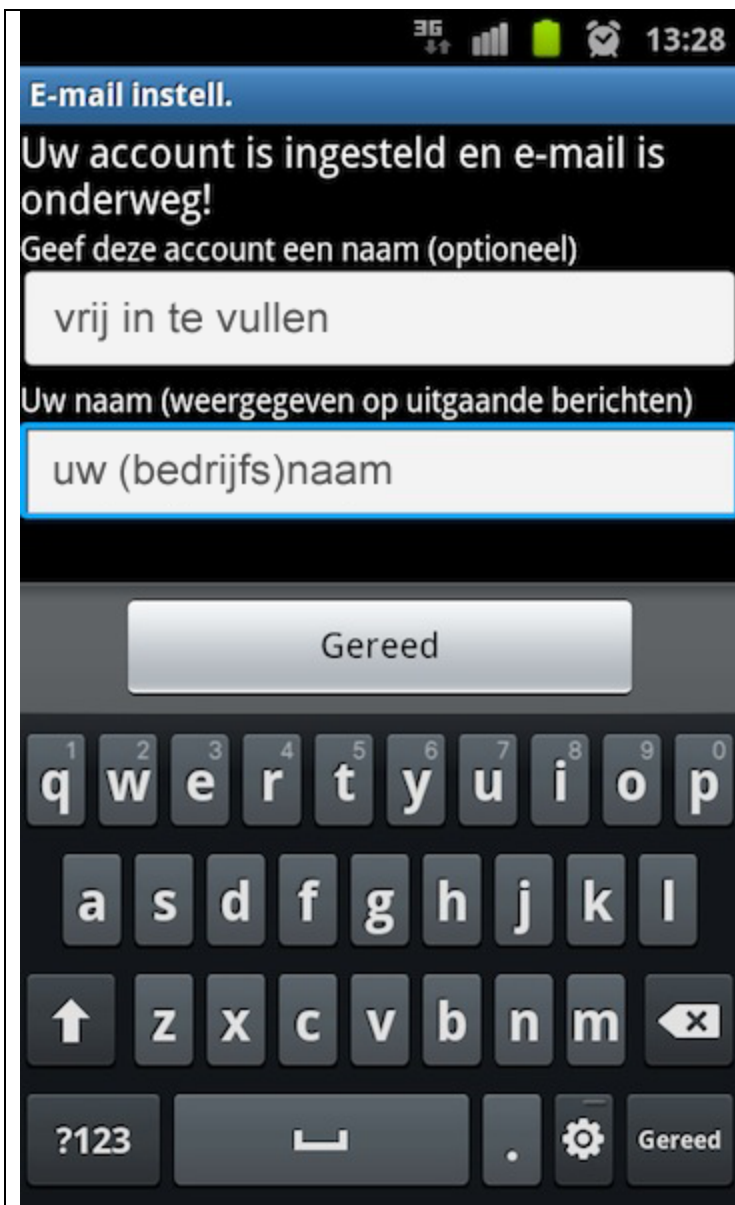 3G 13:28
E-mail instell.
Uw account is ingesteld en e-mail is
onderweg!
Geef deze account een naam (optioneel)
vrij in te vullen
Uw naam (weergegeven op uitgaande berichten)
uw (bedrijfs)naam
Gereed
1 2 3 4 5 6 7 8 9 0
q w e r t y u i o p
a s d f g h j k l
z x c v b n m
?123 . Gereed